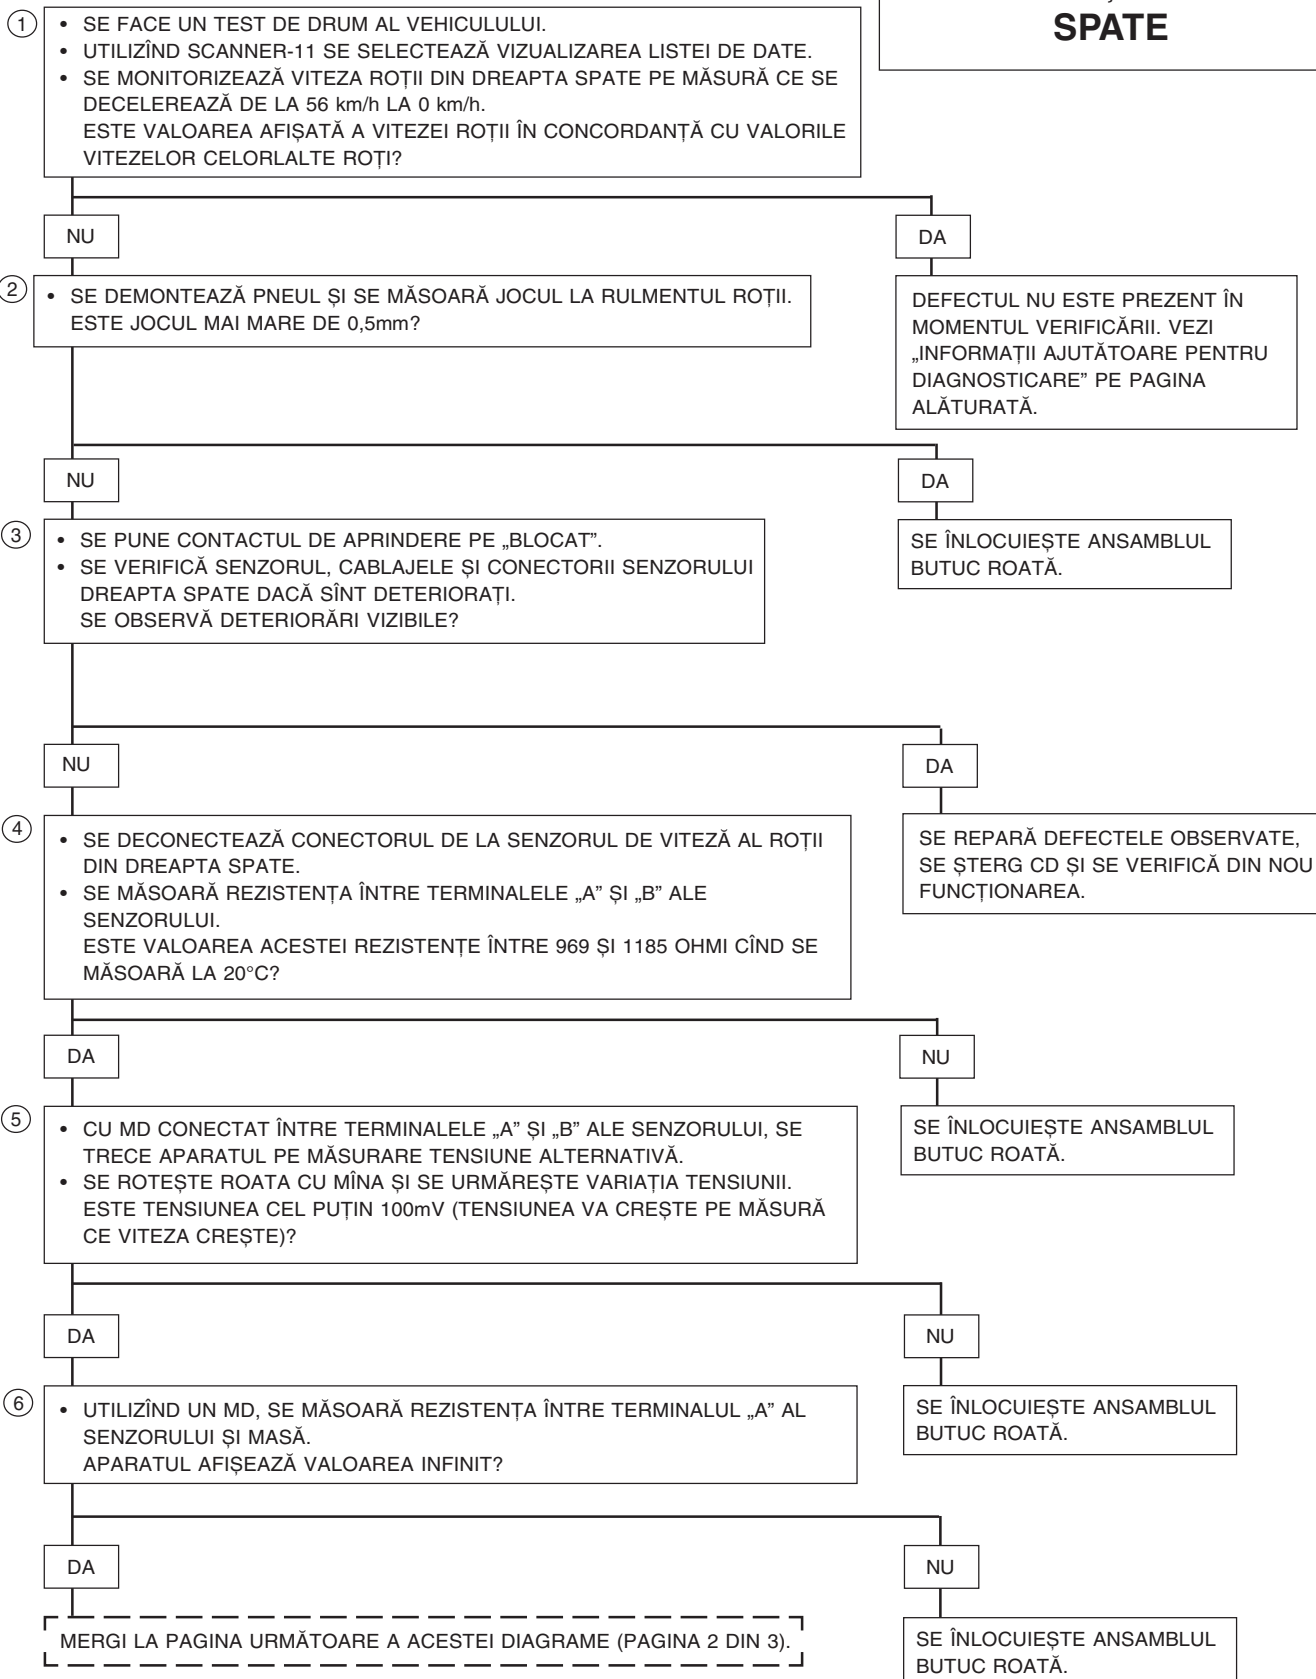 SPATE
1
• SE FACE UN TEST DE DRUM AL VEHICULULUI.
• UTILIZÎND SCANNER-11 SE SELECTEAZĂ VIZUALIZAREA LISTEI DE DATE.
• SE MONITORIZEAZĂ VITEZA ROȚII DIN DREAPTA SPATE PE MĂSURĂ CE SE
DECELEREAZĂ DE LA 56 km/h LA 0 km/h.
ESTE VALOAREA AFIȘATĂ A VITEZEI ROȚII ÎN CONCORDANȚĂ CU VALORILE
VITEZELOR CELORLALTE ROȚI?
NU
DA
2
• SE DEMONTEAZĂ PNEUL ȘI SE MĂSOARĂ JOCUL LA RULMENTUL ROȚII.
ESTE JOCUL MAI MARE DE 0,5mm?
DEFECTUL NU ESTE PREZENT ÎN
MOMENTUL VERIFICĂRII. VEZI
„INFORMAȚII AJUTĂTOARE PENTRU
DIAGNOSTICARE” PE PAGINA
ALĂTURATĂ.
NU
DA
3
• SE PUNE CONTACTUL DE APRINDERE PE „BLOCAT”.
• SE VERIFICĂ SENZORUL, CABLAJELE ȘI CONECTORII SENZORULUI
DREAPTA SPATE DACĂ SÎNT DETERIORAȚI.
SE OBSERVĂ DETERIORĂRI VIZIBILE?
SE ÎNLOCUIEȘTE ANSAMBLUL
BUTUC ROATĂ.
NU
DA
4
• SE DECONECTEAZĂ CONECTORUL DE LA SENZORUL DE VITEZĂ AL ROȚII
DIN DREAPTA SPATE.
• SE MĂSOARĂ REZISTENȚA ÎNTRE TERMINALELE „A” ȘI „B” ALE
SENZORULUI.
ESTE VALOAREA ACESTEI REZISTENȚE ÎNTRE 969 ȘI 1185 OHMI CÎND SE
MĂSOARĂ LA 20°C?
SE REPARĂ DEFECTELE OBSERVATE,
SE ȘTERG CD ȘI SE VERIFICĂ DIN NOU
FUNCȚIONAREA.
DA
NU
5
• CU MD CONECTAT ÎNTRE TERMINALELE „A” ȘI „B” ALE SENZORULUI, SE
TRECE APARATUL PE MĂSURARE TENSIUNE ALTERNATIVĂ.
• SE ROTEȘTE ROATA CU MÎNA ȘI SE URMĂREȘTE VARIAȚIA TENSIUNII.
ESTE TENSIUNEA CEL PUȚIN 100mV (TENSIUNEA VA CREȘTE PE MĂSURĂ
CE VITEZA CREȘTE)?
SE ÎNLOCUIEȘTE ANSAMBLUL
BUTUC ROATĂ.
DA
NU
6
• UTILIZÎND UN MD, SE MĂSOARĂ REZISTENȚA ÎNTRE TERMINALUL „A” AL
SENZORULUI ȘI MASĂ.
APARATUL AFIȘEAZĂ VALOAREA INFINIT?
SE ÎNLOCUIEȘTE ANSAMBLUL
BUTUC ROATĂ.
DA
NU
MERGI LA PAGINA URMĂTOARE A ACESTEI DIAGRAME (PAGINA 2 DIN 3).
SE ÎNLOCUIEȘTE ANSAMBLUL
BUTUC ROATĂ.